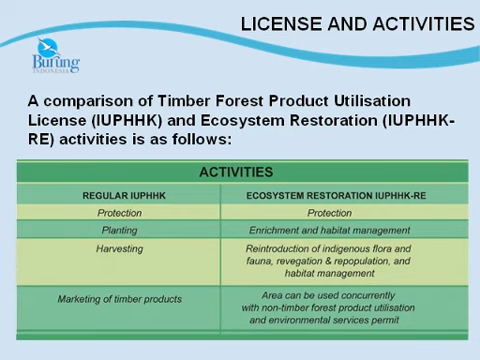 LICENSE AND ACTIVITIES
Burung
INDONESIA
A comparison of Timber Forest Product Utilisation
License (IUPHHK) and Ecosystem Restoration (IUPHHK-
RE) activities is as follows:
ACTIVITIES
REGULAR IUPHHK
ECOSYSTEM RESTORATION IUPHHK-RE
Protection
Protection
Planting
Enrichment and habitat management
Harvesting
Reintroduction of indigenous flora and
fauna, revegation & repopulation, and
habitat management
Marketing of timber products
Area can be used concurrently
with non-timber forest product utilisation
and environmental services permit